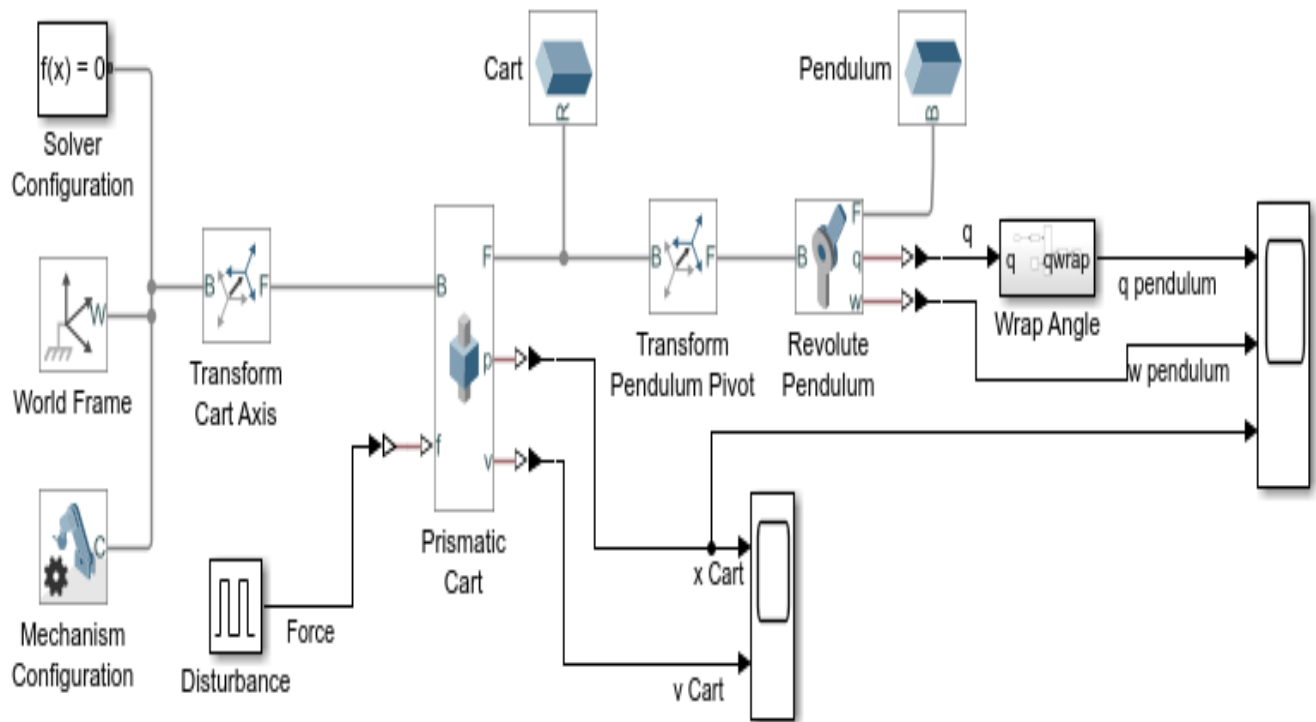 f(x) = 0
Solver
Configuration
W
World Frame
C
Mechanism
Configuration
B F
Transform
Cart Axis
Disturbance
Force
B F
p
f
v
Prismatic
Cart
Cart
R
B F
Transform
Pendulum Pivot
Pendulum
B
B F
q
w
Revolute
Pendulum
q
q qwrap
Wrap Angle
q pendulum
w pendulum
x Cart
v Cart